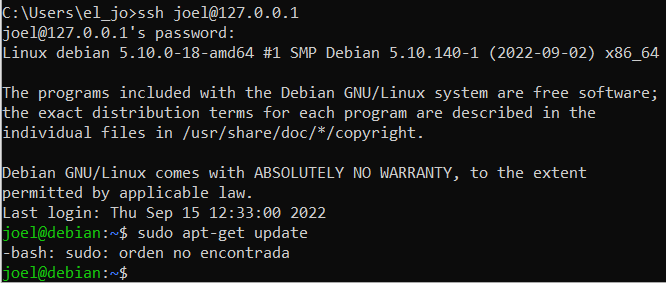 C:\Users\el_jo>ssh joel@127.0.0.1
joel@127.0.0.1's password:
Linux debian 5.10.0-18-amd64 #1 SMP Debian 5.10.140-1 (2022-09-02) x86_64
The programs included with the Debian GNU/Linux system are free software;
the exact distribution terms for each program are described in the
individual files in /usr/share/doc/*/copyright.
Debian GNU/Linux comes with ABSOLUTELY NO WARRANTY, to the extent
permitted by applicable law.
Last login: Thu Sep 15 12:33:00 2022
joel@debian:~$ sudo apt-get update
-bash: sudo: orden no encontrada
joel@debian:~$